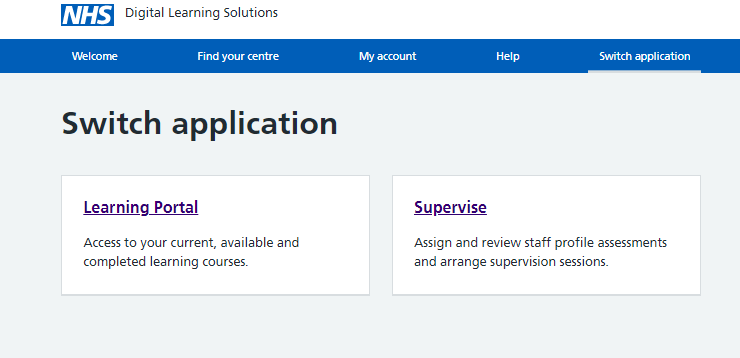 NHS Digital Learning Solutions
Welcome Find your centre My account Help Switch application
Switch application
Learning Portal
Access to your current, available and
completed learning courses.
Supervise
Assign and review staff profile assessments
and arrange supervision sessions.